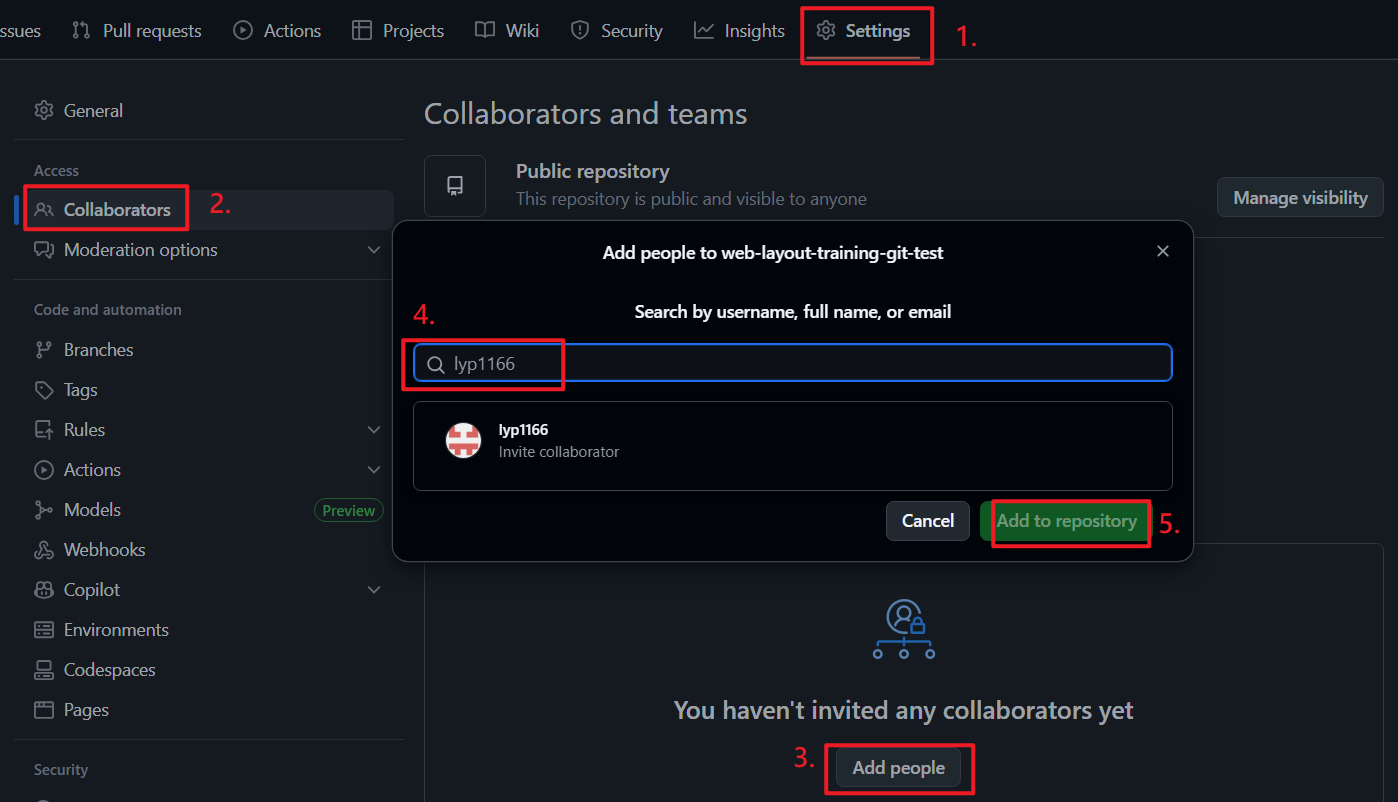 ssues
Pull requests
Actions
Projects
Wiki
Security
Insights
Settings
1.
General
Access
Collaborators
2.
Moderation options
Code and automation
Branches
Tags
Rules
Actions
Models
Preview
Webhooks
Copilot
Environments
Codespaces
Pages
Security
Collaborators and teams
Public repository
This repository is public and visible to anyone
Manage visibility
Add people to web-layout-training-git-test
Search by username, full name, or email
4.
lyp1166
lyp1166
Invite collaborator
Cancel
Add to repository
5.
You haven't invited any collaborators yet
3.
Add people